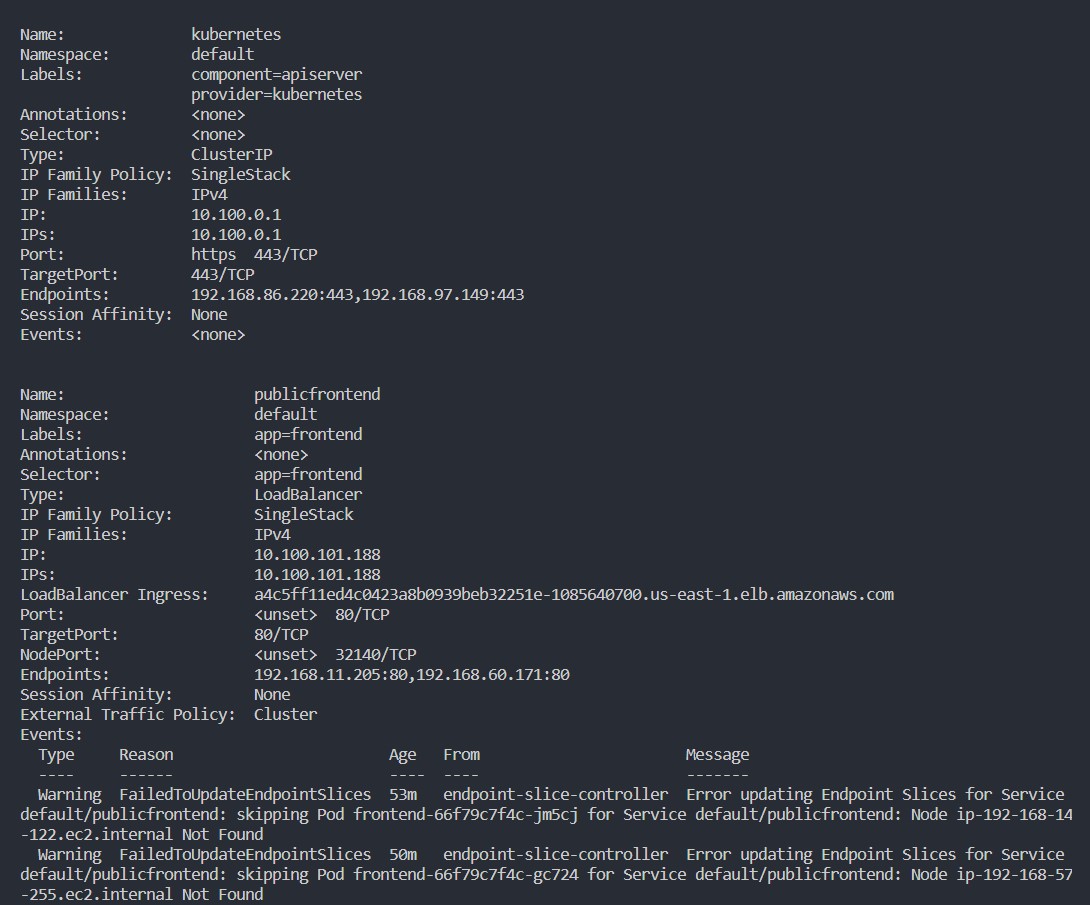 Name:              kubernetes
Namespace:         default
Labels:            component=apiserver
                   provider=kubernetes
Annotations:       <none>
Selector:          <none>
Type:              ClusterIP
IP Family Policy:  SingleStack
IP Families:       IPv4
IP:                10.100.0.1
IPs:               10.100.0.1
Port:              https  443/TCP
TargetPort:        443/TCP
Endpoints:         192.168.86.220:443,192.168.97.149:443
Session Affinity:  None
Events:            <none>
Name:                     publicfrontend
Namespace:                default
Labels:                   app=frontend
Annotations:              <none>
Selector:                 app=frontend
Type:                     LoadBalancer
IP Family Policy:         SingleStack
IP Families:              IPv4
IP:                       10.100.101.188
IPs:                      10.100.101.188
LoadBalancer Ingress:     a4c5ff11ed4c0423a8b0939beb32251e-1085640700.us-east-1.elb.amazonaws.com
Port:                     <unset>  80/TCP
TargetPort:               80/TCP
NodePort:                 <unset>  32140/TCP
Endpoints:                192.168.11.205:80,192.168.60.171:80
Session Affinity:         None
External Traffic Policy:  Cluster
Events:
  Type     Reason                        Age   From                       Message
  ----     ------                        ----  ----                       -------
  Warning  FailedToUpdateEndpointSlices  53m   endpoint-slice-controller  Error updating Endpoint Slices for Service
default/publicfrontend: skipping Pod frontend-66f79c7f4c-jm5cj for Service default/publicfrontend: Node ip-192-168-14
-122.ec2.internal Not Found
  Warning  FailedToUpdateEndpointSlices  50m   endpoint-slice-controller  Error updating Endpoint Slices for Service
default/publicfrontend: skipping Pod frontend-66f79c7f4c-gc724 for Service default/publicfrontend: Node ip-192-168-57
-255.ec2.internal Not Found